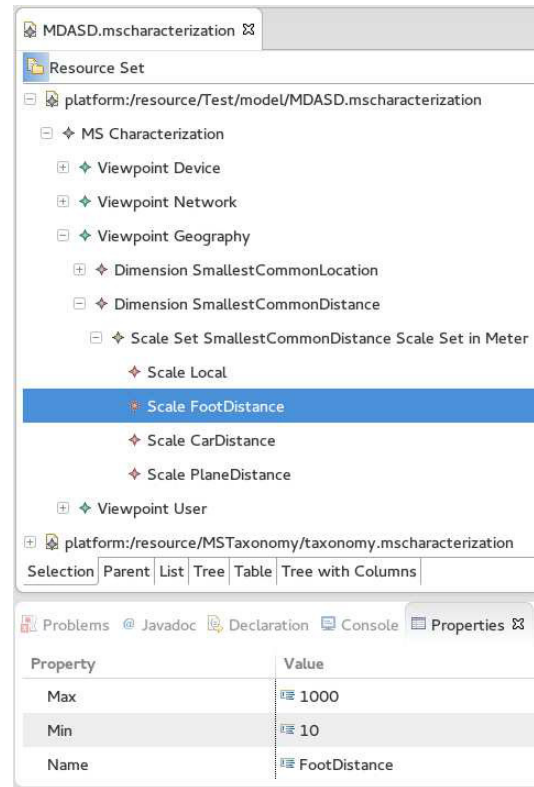 MDASD.mscharacterization
Resource Set
platform:/resource/Test/model/MDASD.mscharacterization
MS Characterization
Viewpoint Device
Viewpoint Network
Viewpoint Geography
Dimension SmallestCommonLocation
Dimension SmallestCommonDistance
Scale Set SmallestCommonDistance Scale Set in Meter
Scale Local
Scale FootDistance
Scale CarDistance
Scale PlaneDistance
Viewpoint User
platform:/resource/MSTaxonomy/taxonomy.mscharacterization
Selection Parent List Tree Table Tree with Columns
Problems @ Javadoc Declaration Console Properties
Property Value
Max 1000
Min 10
Name FootDistance